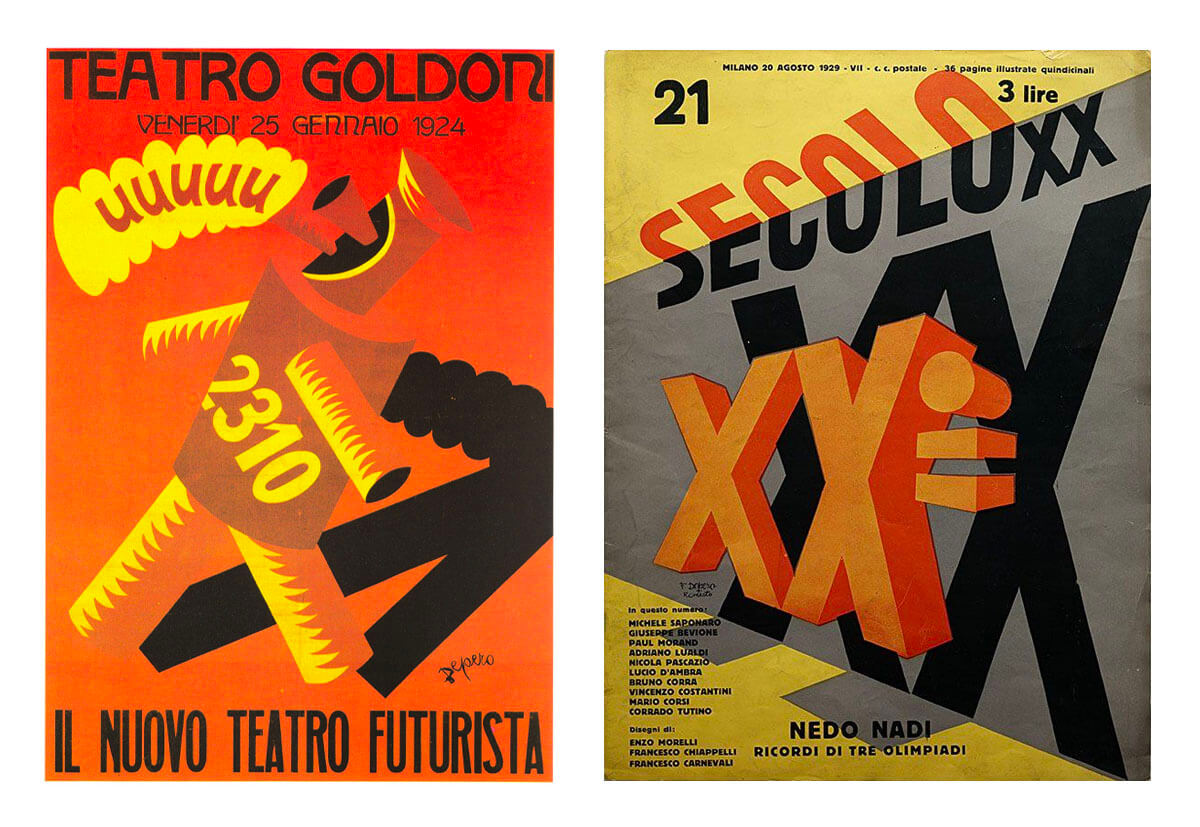 TEATRO GOLDONI
VENERDI' 25 GENNAIO 1924
uuuuu
2310
Depero
IL NUOVO TEATRO FUTURISTA
MILANO 20 AGOSTO 1929 - VII - c. c. postale - 36 pagine illustrate quindicinali
21
3 lire
SECOLO
SECOLO XX
XX
XX
F. Depero
In questo numero:
MICHELE SAPONARO
GIUSEPPE BEVIONE
PAUL MORAND
ADRIANO LUALDI
NICOLA PASCAZIO
LUCIO D'AMBRA
BRUNO CORRA
VINCENZO COSTANTINI
MARIO CORSI
CORRADO TUTINO
Disegni di:
ENZO MORELLI
FRANCESCO CHIAPPELLI
FRANCESCO CARNEVALI
NEDO NADI
RICORDI DI TRE OLIMPIADI